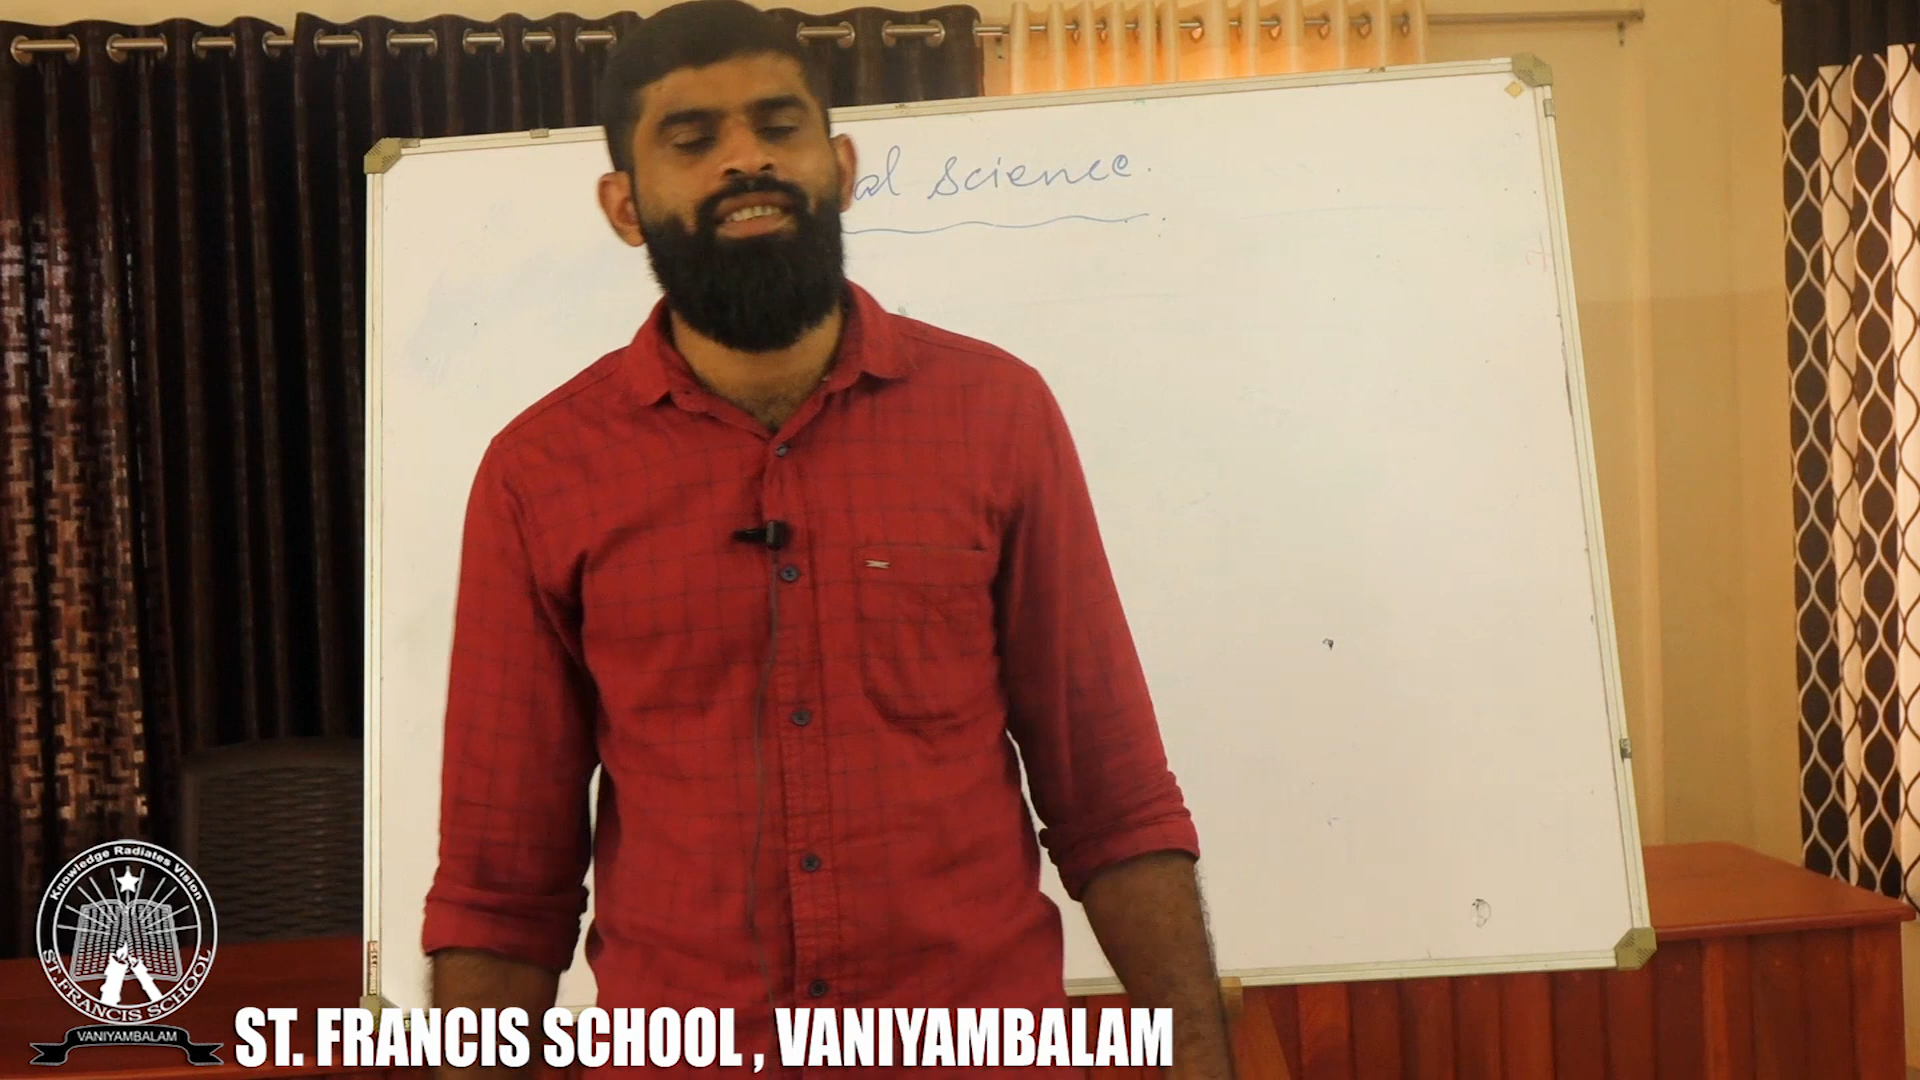 al science.
Knowledge Radiates Vision
ST. FRANCIS SCHOOL
VANIYAMBALAM
ST. FRANCIS SCHOOL , VANIYAMBALAM